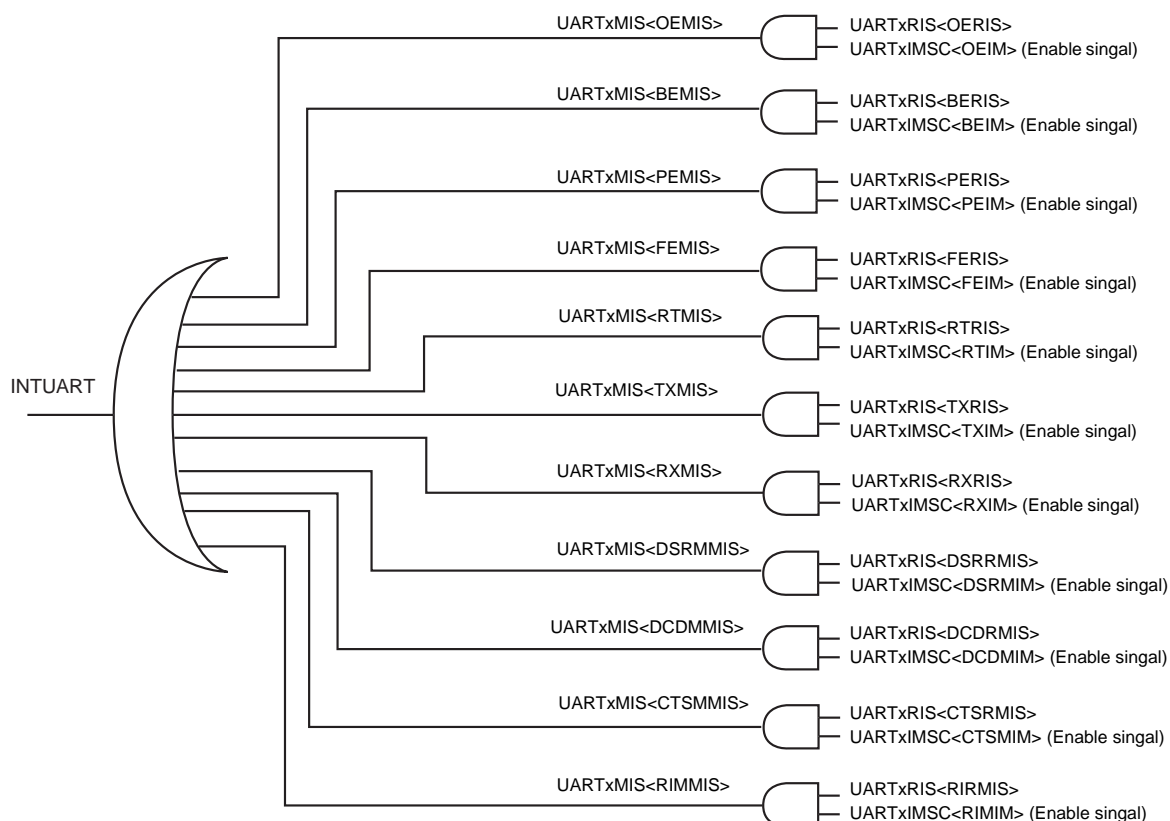 UARTxMIS<OEMIS>
UARTxRIS<OERIS>
UARTxIMSC<OEIM> (Enable singal)
UARTxMIS<BEMIS>
UARTxRIS<BERIS>
UARTxIMSC<BEIM> (Enable singal)
UARTxMIS<PEMIS>
UARTxRIS<PERIS>
UARTxIMSC<PEIM> (Enable singal)
UARTxMIS<FEMIS>
UARTxRIS<FERIS>
UARTxIMSC<FEIM> (Enable singal)
UARTxMIS<RTMIS>
UARTxRIS<RTRIS>
UARTxIMSC<RTIM> (Enable singal)
INTUART
UARTxMIS<TXMIS>
UARTxRIS<TXRIS>
UARTxIMSC<TXIM> (Enable singal)
UARTxMIS<RXMIS>
UARTxRIS<RXRIS>
UARTxIMSC<RXIM> (Enable singal)
UARTxMIS<DSRMMIS>
UARTxRIS<DSRRMIS>
UARTxIMSC<DSRMIM> (Enable singal)
UARTxMIS<DCDMMIS>
UARTxRIS<DCDRMIS>
UARTxIMSC<DCDMIM> (Enable singal)
UARTxMIS<CTSMMIS>
UARTxRIS<CTSRMIS>
UARTxIMSC<CTSMIM> (Enable singal)
UARTxMIS<RIMMIS>
UARTxRIS<RIRMIS>
UARTxIMSC<RIMIM> (Enable singal)